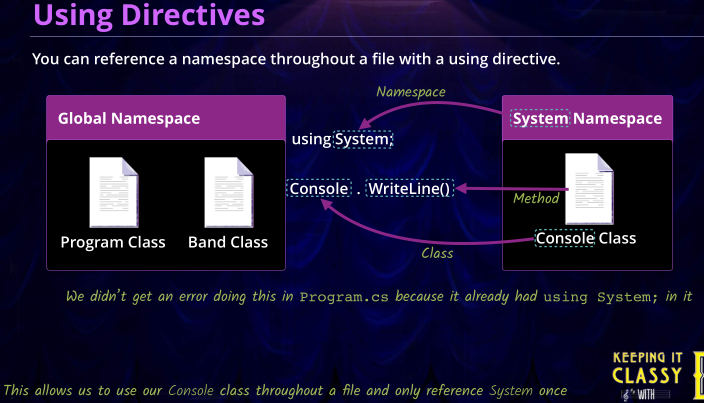 Using Directives
You can reference a namespace throughout a file with a using directive.
Namespace
Global Namespace
System Namespace
using System;
Console . WriteLine()
Method
Program Class
Band Class
Console Class
Class
We didn't get an error doing this in Program.cs because it already had using System; in it
KEEPING IT
CLASSY
WITH
This allows us to use our Console class throughout a file and only reference System once